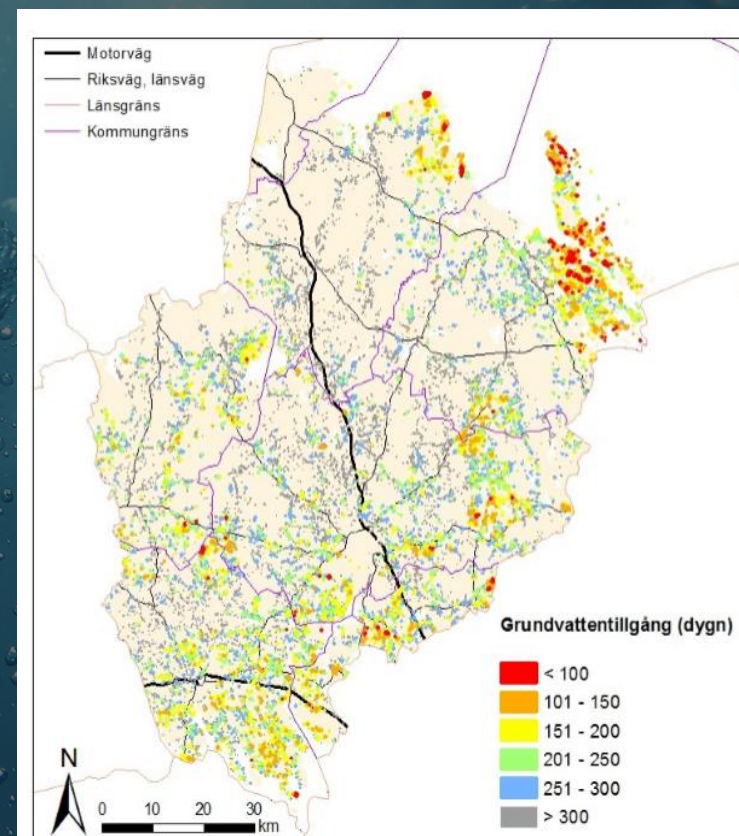 Motorväg
Riksväg, länsväg
Länsgräns
Kommungräns
Grundvattentillgång (dygn)
< 100
101 - 150
151 - 200
201 - 250
251 - 300
> 300
N
0 10 20 30
km